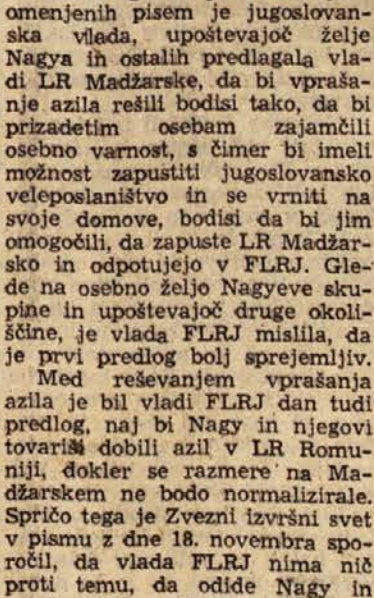 omenjenih pisem je jugoslovan-
ska vlada, upoštevajoč želje
Nagya in ostalih predlagala vla-
di LR Madžarske, da bi vpraša-
nje azila rešili bodisi tako, da bi
prizadetim osebam zajamčili
osebno varnost, s čimer bi imeli
možnost zapustiti jugoslovansko
veleposlaništvo in se vrniti na
svoje domove, bodisi da bi jim
omogočili, da zapuste LR Madžar-
sko in odpotujejo v FLRJ. Gle-
de na osebno željo Nagyeve sku-
pine in upoštevajoč druge okoli-
ščine, je vlada FLRJ mislila, da
je prvi predlog bolj sprejemljiv.
Med reševanjem vprašanja
azila je bil vladi FLRJ dan tudi
predlog, naj bi Nagy in njegovi
tovariši dobili azil v LR Romu-
niji, dokler se razmere na Ma-
džarskem ne bodo normalizirale.
Spričo tega je Zvezni izvršni svet
v pismu z dne 18. novembra spo-
ročil, da vlada FLRJ nima nič
proti temu, da odide Nagy in